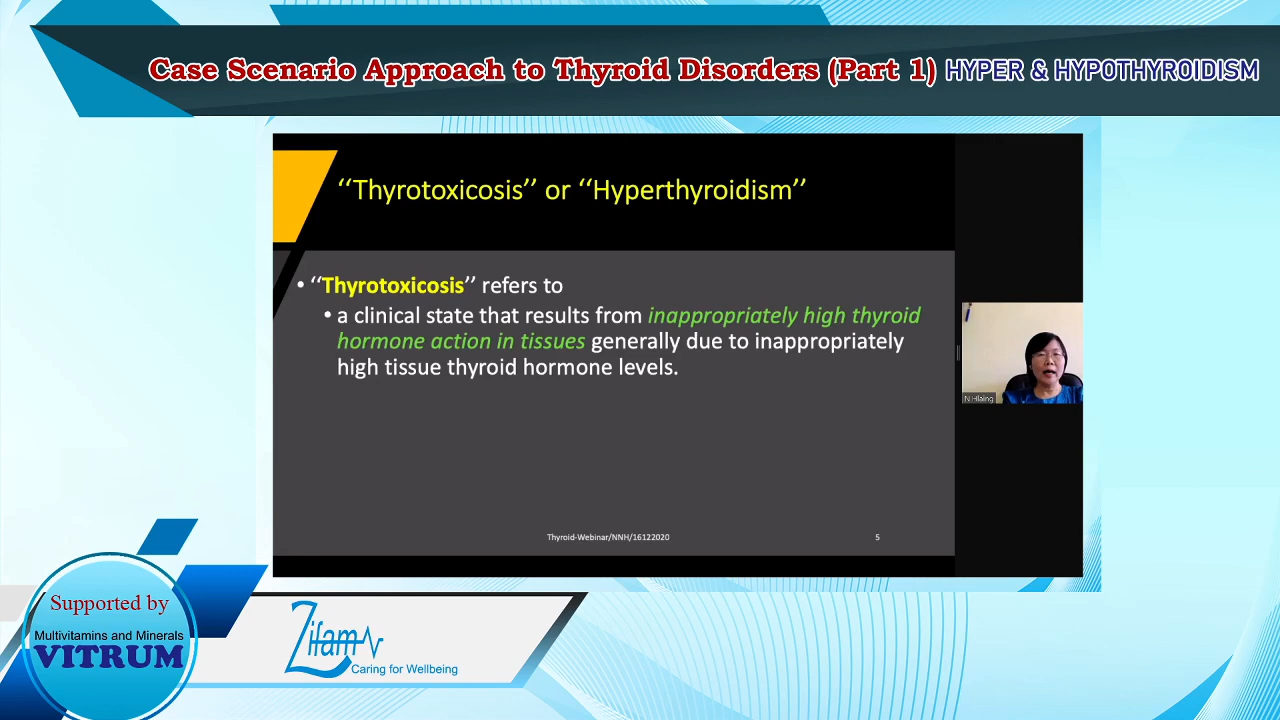 Case Scenario Approach to Thyroid Disorders (Part 1) HYPER & HYPOTHYROIDISM
‘‘Thyrotoxicosis’’ or ‘‘Hyperthyroidism’’
• ‘‘Thyrotoxicosis’’ refers to
• a clinical state that results from inappropriately high thyroid
hormone action in tissues generally due to inappropriately
high tissue thyroid hormone levels.
N Hlaing
Thyroid-Webinar/NNH/16122020
5
Supported by
Multivitamins and Minerals
VITRUM
Zifam
Caring for Wellbeing